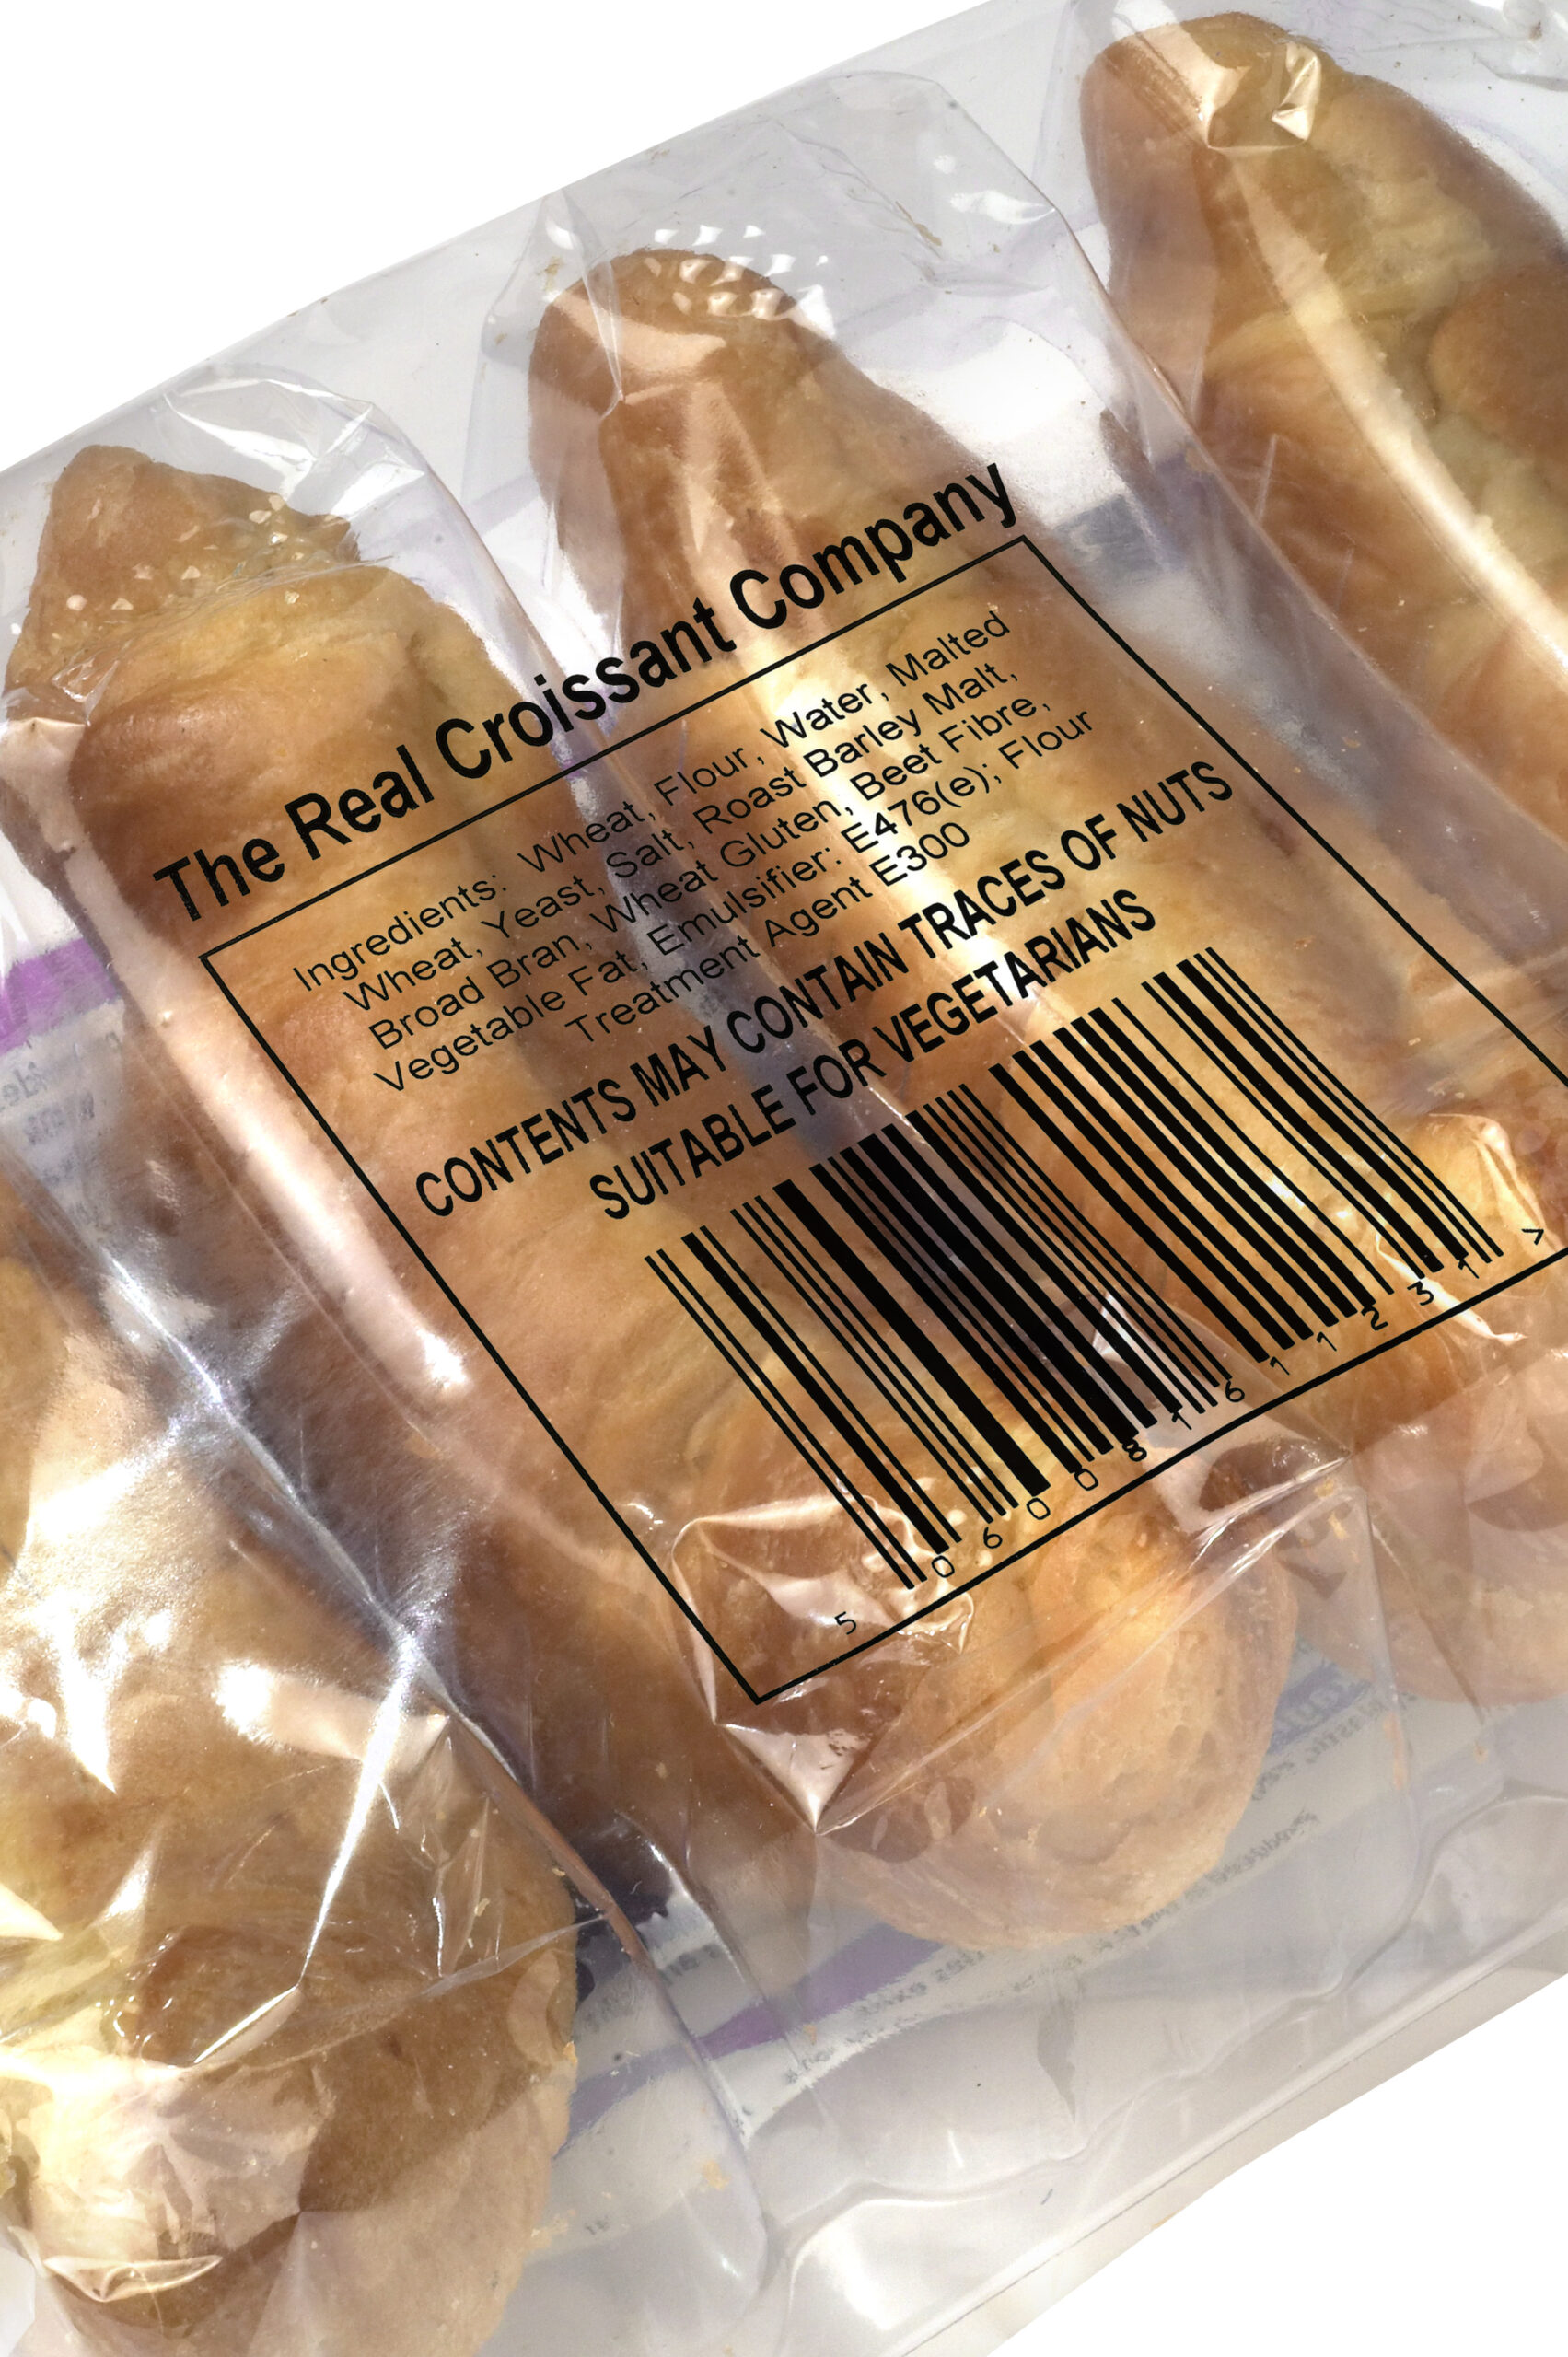 The Real Croissant Company
Ingredients: Wheat, Flour, Water, Malted
Wheat, Yeast, Salt, Roast Barley Malt,
Broad Bran, Wheat Gluten, Beet Fibre,
Vegetable Fat, Emulsifier: E476(e); Flour
Treatment Agent E300
CONTENTS MAY CONTAIN TRACES OF NUTS
SUITABLE FOR VEGETARIANS
5 060081 611231 >